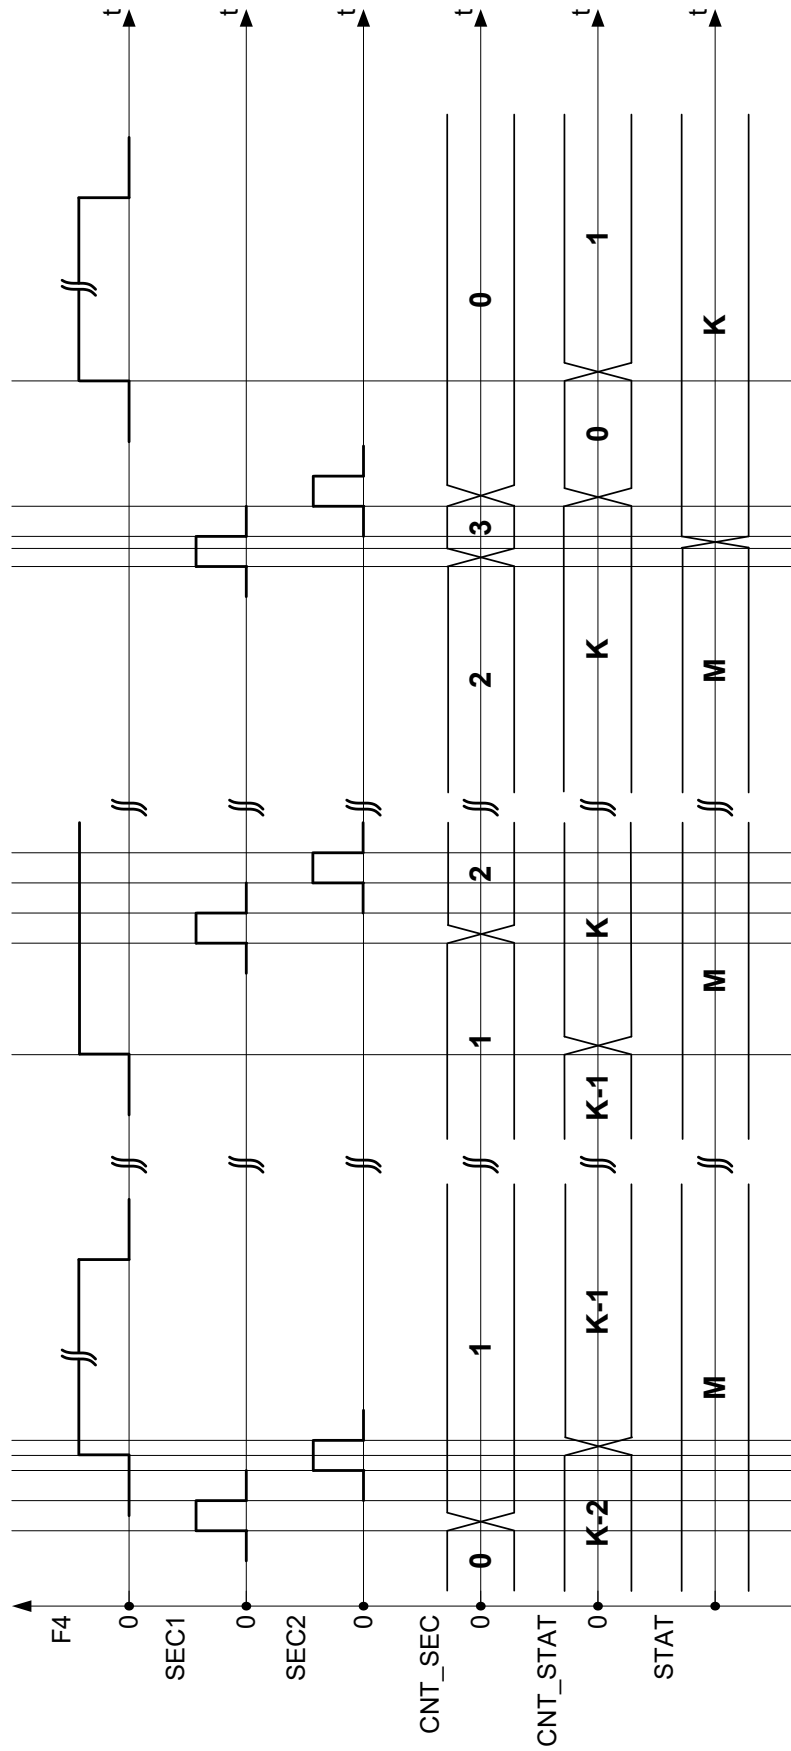 F4
0
t
SEC1
0
t
SEC2
0
t
CNT_SEC
0
0 1 1 2 2 3 0
t
CNT_STAT
0
K-2 K-1 K-1 K K 0 1
t
STAT
M M M K
t